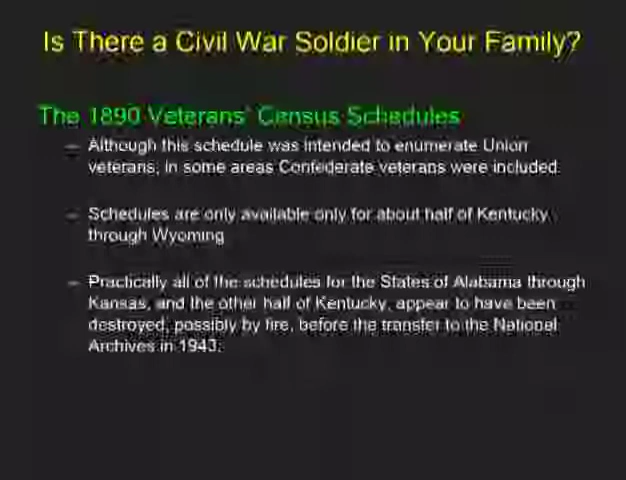 Is There a Civil War Soldier in Your Family?
The 1890 Veterans' Census Schedules
– Although this schedule was intended to enumerate Union
veterans, in some areas Confederate veterans were included.
– Schedules are only available only for about half of Kentucky
through Wyoming
– Practically all of the schedules for the States of Alabama through
Kansas, and the other half of Kentucky, appear to have been
destroyed, possibly by fire, before the transfer to the National
Archives in 1943.